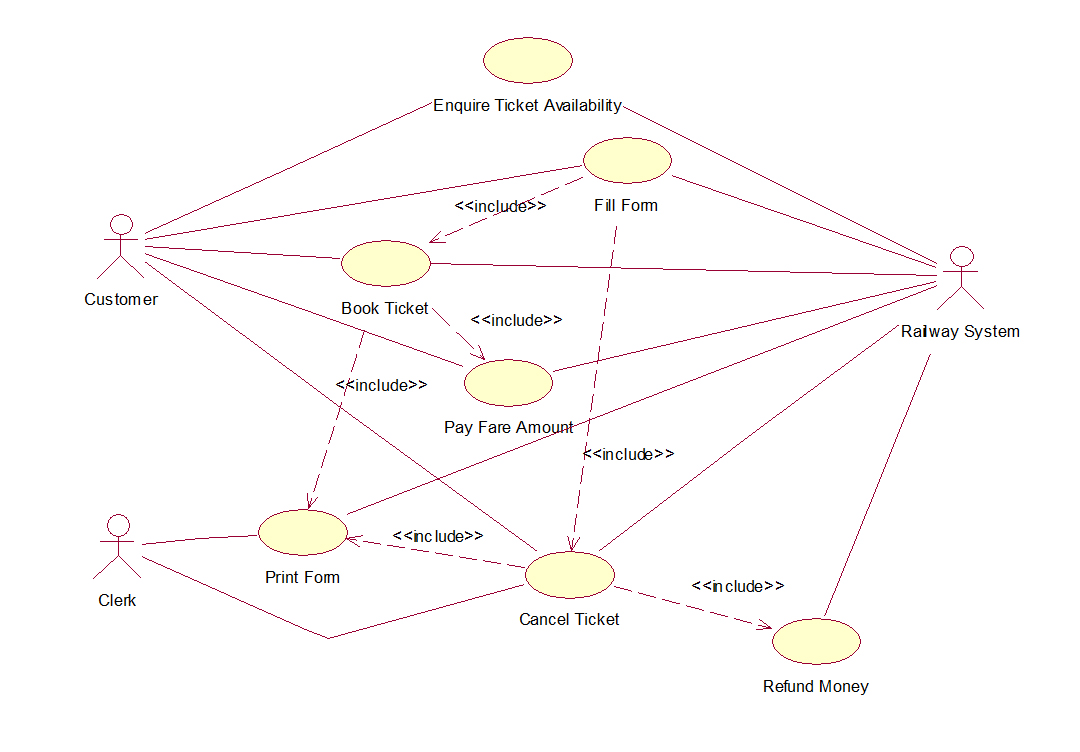 Enquire Ticket Availability
<<include>>
Fill Form
Customer
Book Ticket
<<include>>
Railway System
<<include>>
Pay Fare Amount
<<include>>
<<include>>
Print Form
Clerk
Cancel Ticket
<<include>>
Refund Money